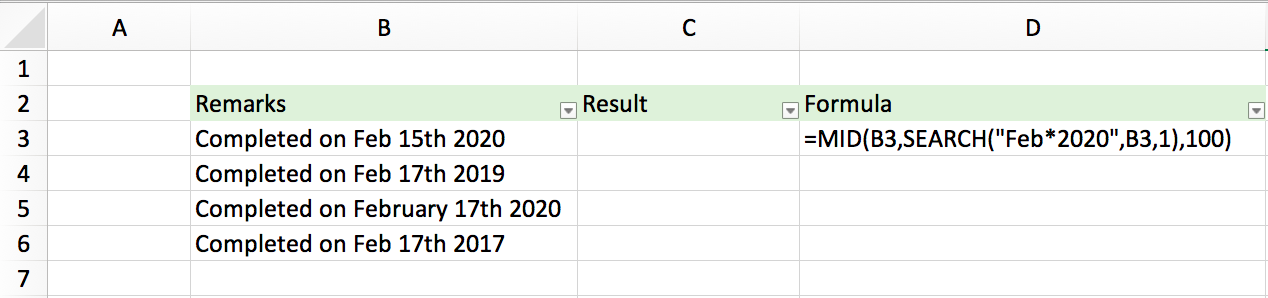 A B C D
1
2 Remarks Result Formula
3 Completed on Feb 15th 2020 =MID(B3,SEARCH("Feb*2020",B3,1),100)
4 Completed on Feb 17th 2019
5 Completed on February 17th 2020
6 Completed on Feb 17th 2017
7